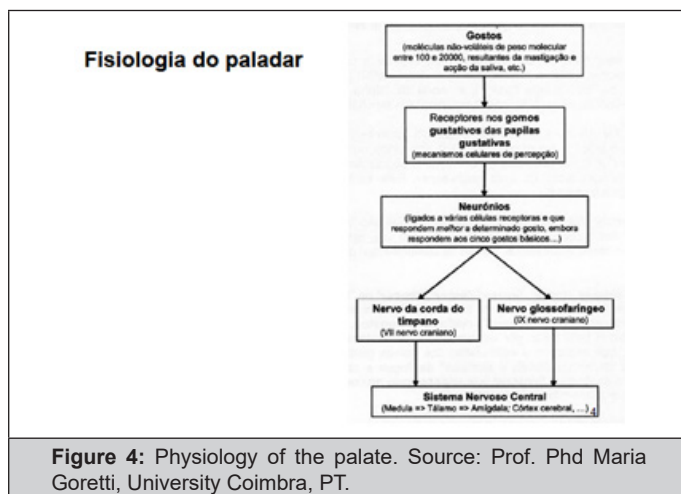 Fisiologia do paladar
Gostos
(moléculas não-voláteis de peso molecular
entre 100 e 20000, resultantes da mastigação e
acção da saliva, etc.)
Receptores nos gomos
gustativos das papilas
gustativas
(mecanismos celulares de percepção)
Neurónios
(ligados a várias células receptoras e que
respondem melhor a determinado gosto, embora
respondem aos cinco gostos básicos...)
Nervo da corda do
tímpano
(VII nervo craniano)
Nervo glossofaríngeo
(IX nervo craniano)
Sistema Nervoso Central
(Medula => Tálamo => Amígdala; Córtex cerebral, ...)
4
Figure 4: Physiology of the palate. Source: Prof. Phd Maria
Goretti, University Coimbra, PT.